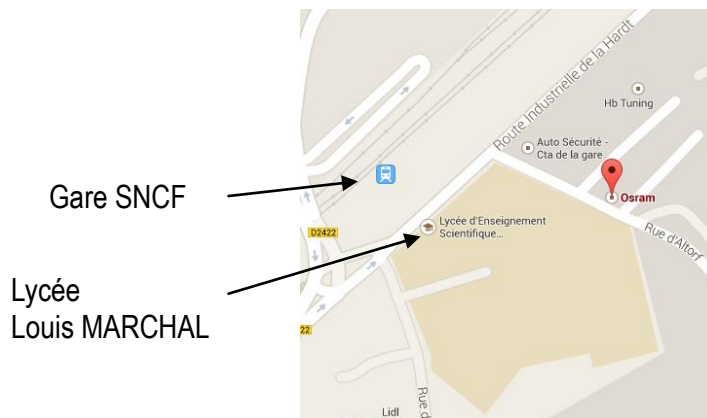 Route Industrielle de la Hardt
Hb Tuning
Auto Sécurité -
Cta de la gare
Gare SNCF
Osram
Lycée d'Enseignement
Scientifique...
D2422
Rue d'Altorf
Lycée
Louis MARCHAL
22
Rue d
Lidl